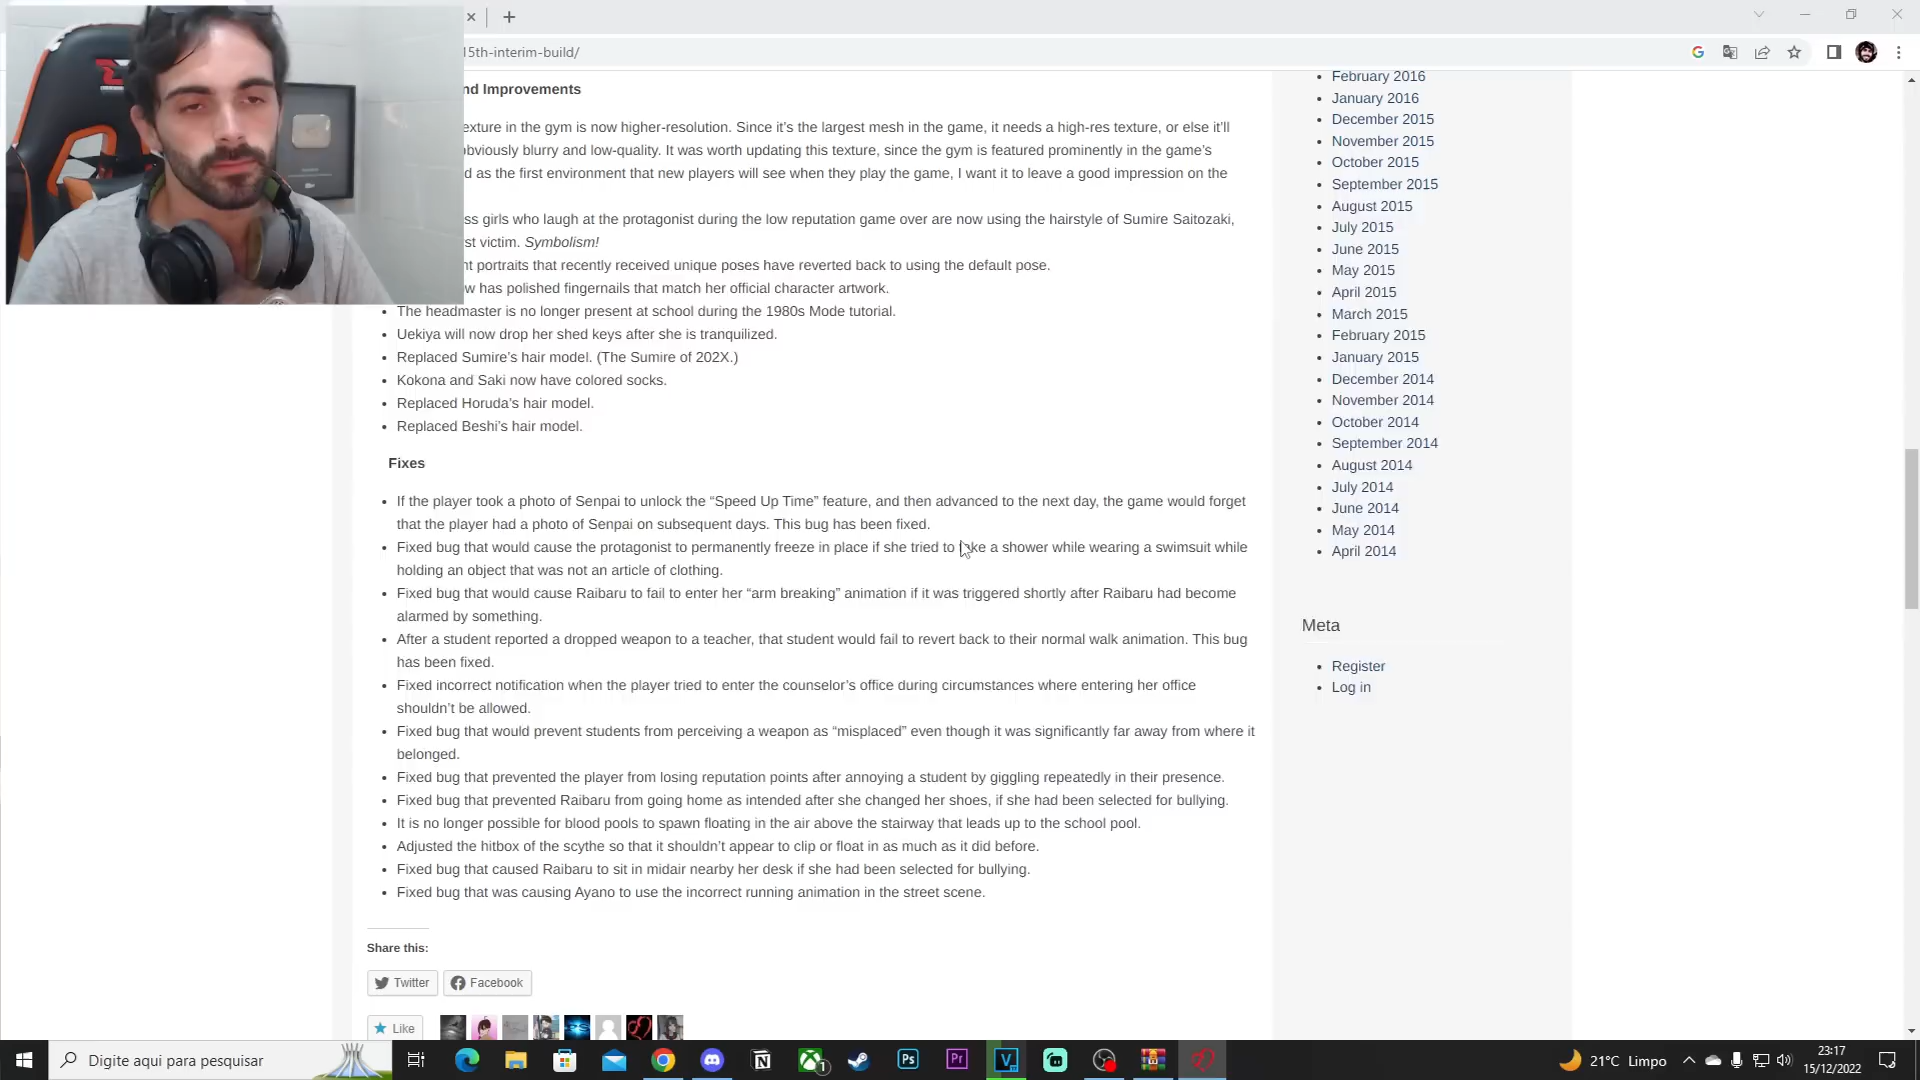 15th-interim-build/
nd Improvements
exture in the gym is now higher-resolution. Since it’s the largest mesh in the game, it needs a high-res texture, or else it’ll
obviously blurry and low-quality. It was worth updating this texture, since the gym is featured prominently in the game’s
d as the first environment that new players will see when they play the game, I want it to leave a good impression on the
ss girls who laugh at the protagonist during the low reputation game over are now using the hairstyle of Sumire Saitozaki,
st victim. Symbolism!
nt portraits that recently received unique poses have reverted back to using the default pose.
w has polished fingernails that match her official character artwork.
The headmaster is no longer present at school during the 1980s Mode tutorial.
Uekiya will now drop her shed keys after she is tranquilized.
Replaced Sumire’s hair model. (The Sumire of 202X.)
Kokona and Saki now have colored socks.
Replaced Horuda’s hair model.
Replaced Beshi’s hair model.
Fixes
If the player took a photo of Senpai to unlock the “Speed Up Time” feature, and then advanced to the next day, the game would forget
that the player had a photo of Senpai on subsequent days. This bug has been fixed.
Fixed bug that would cause the protagonist to permanently freeze in place if she tried to take a shower while wearing a swimsuit while
holding an object that was not an article of clothing.
Fixed bug that would cause Raibaru to fail to enter her “arm breaking” animation if it was triggered shortly after Raibaru had become
alarmed by something.
After a student reported a dropped weapon to a teacher, that student would fail to revert back to their normal walk animation. This bug
has been fixed.
Fixed incorrect notification when the player tried to enter the counselor’s office during circumstances where entering her office
shouldn’t be allowed.
Fixed bug that would prevent students from perceiving a weapon as “misplaced” even though it was significantly far away from where it
belonged.
Fixed bug that prevented the player from losing reputation points after annoying a student by giggling repeatedly in their presence.
Fixed bug that prevented Raibaru from going home as intended after she changed her shoes, if she had been selected for bullying.
It is no longer possible for blood pools to spawn floating in the air above the stairway that leads up to the school pool.
Adjusted the hitbox of the scythe so that it shouldn’t appear to clip or float in as much as it did before.
Fixed bug that caused Raibaru to sit in midair nearby her desk if she had been selected for bullying.
Fixed bug that was causing Ayano to use the incorrect running animation in the street scene.
Share this:
Twitter
Facebook
Like
February 2016
January 2016
December 2015
November 2015
October 2015
September 2015
August 2015
July 2015
June 2015
May 2015
April 2015
March 2015
February 2015
January 2015
December 2014
November 2014
October 2014
September 2014
August 2014
July 2014
June 2014
May 2014
April 2014
Meta
Register
Log in
Digite aqui para pesquisar
1
Ps
Pr
V
21°C Limpo
23:17
15/12/2022